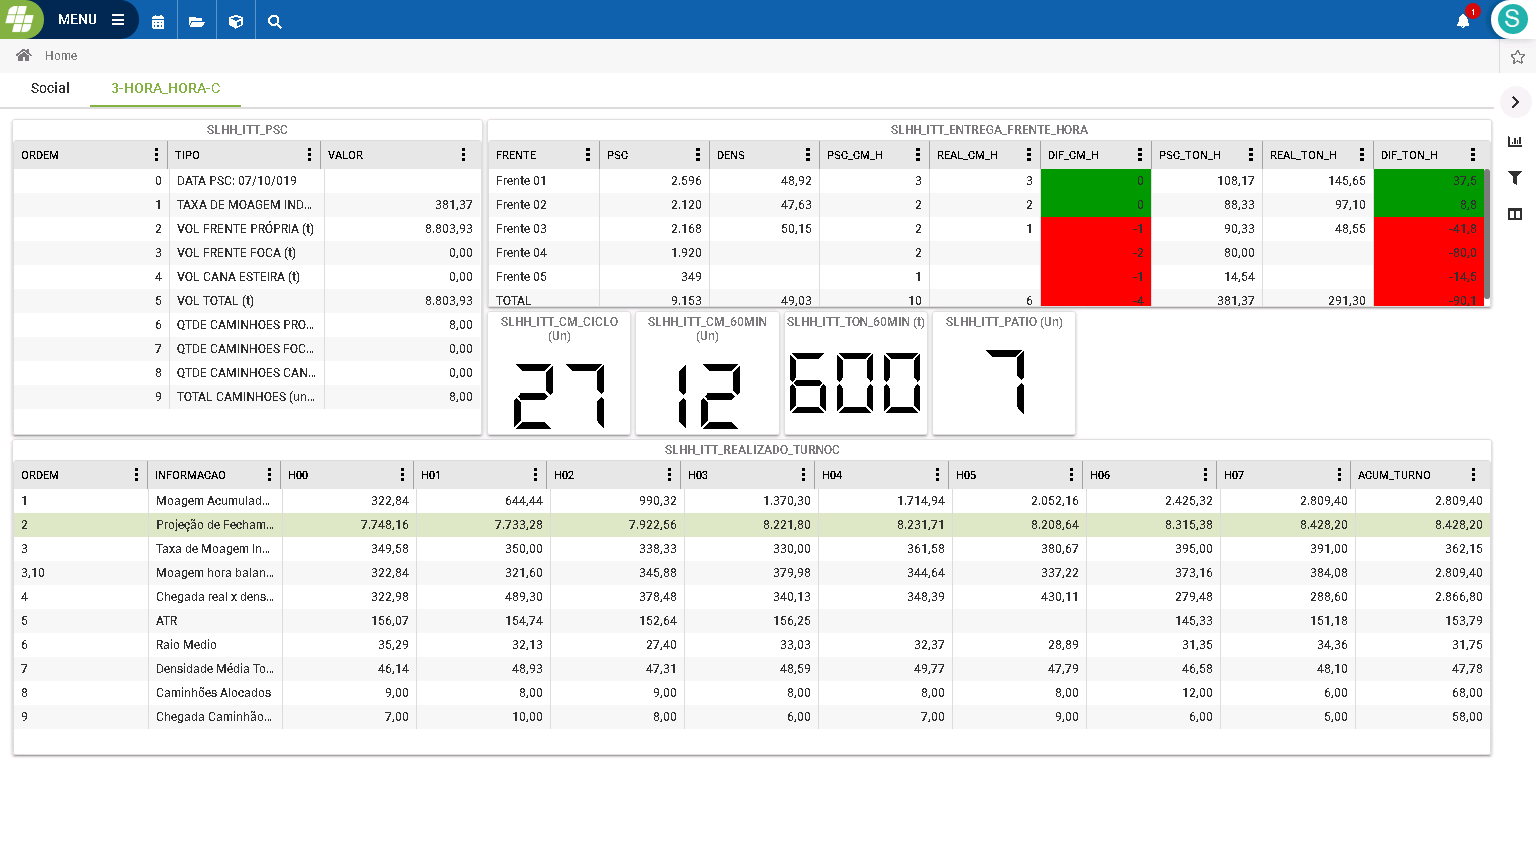 MENU
1
S
Home
Social 3-HORA_HORA-C
SLHH_ITT_PSC
ORDEM TIPO VALOR
0 DATA PSC: 07/10/019
1 TAXA DE MOAGEM IND... 381,37
2 VOL FRENTE PRÓPRIA (t) 8.803,93
3 VOL FRENTE FOCA (t) 0,00
4 VOL CANA ESTEIRA (t) 0,00
5 VOL TOTAL (t) 8.803,93
6 QTDE CAMINHOES PRO... 8,00
7 QTDE CAMINHOES FOC... 0,00
8 QTDE CAMINHOES CAN... 0,00
9 TOTAL CAMINHOES (un... 8,00
SLHH_ITT_ENTREGA_FRENTE_HORA
FRENTE PSC DENS PSC_CM_H REAL_CM_H DIF_CM_H PSC_TON_H REAL_TON_H DIF_TON_H
Frente 01 2.596 48,92 3 3 0 108,17 145,65 37,5
Frente 02 2.120 47,63 2 2 0 88,33 97,10 8,8
Frente 03 2.168 50,15 2 1 -1 90,33 48,55 -41,8
Frente 04 1.920 2 -2 80,00 -80,0
Frente 05 349 1 -1 14,54 -14,5
TOTAL 9.153 49,03 10 6 -4 381,37 291,30 -90,1
SLHH_ITT_CM_CICLO
(Un)
27
SLHH_ITT_CM_60MIN
(Un)
12
SLHH_ITT_TON_60MIN (t)
600
SLHH_ITT_PATIO (Un)
7
SLHH_ITT_REALIZADO_TURNOC
ORDEM INFORMACAO H00 H01 H02 H03 H04 H05 H06 H07 ACUM_TURNO
1 Moagem Acumulad... 322,84 644,44 990,32 1.370,30 1.714,94 2.052,16 2.425,32 2.809,40 2.809,40
2 Projeção de Fecham... 7.748,16 7.733,28 7.922,56 8.221,80 8.231,71 8.208,64 8.315,38 8.428,20 8.428,20
3 Taxa de Moagem In... 349,58 350,00 338,33 330,00 361,58 380,67 395,00 391,00 362,15
3,10 Moagem hora balan... 322,84 321,60 345,88 379,98 344,64 337,22 373,16 384,08 2.809,40
4 Chegada real x dens... 322,98 489,30 378,48 340,13 348,39 430,11 279,48 288,60 2.866,80
5 ATR 156,07 154,74 152,64 156,25 145,33 151,18 153,79
6 Raio Medio 35,29 32,13 27,40 33,03 32,37 28,89 31,35 34,36 31,75
7 Densidade Média To... 46,14 48,93 47,31 48,59 49,77 47,79 46,58 48,10 47,78
8 Caminhões Alocados 9,00 8,00 9,00 8,00 8,00 8,00 12,00 6,00 68,00
9 Chegada Caminhão... 7,00 10,00 8,00 6,00 7,00 9,00 6,00 5,00 58,00